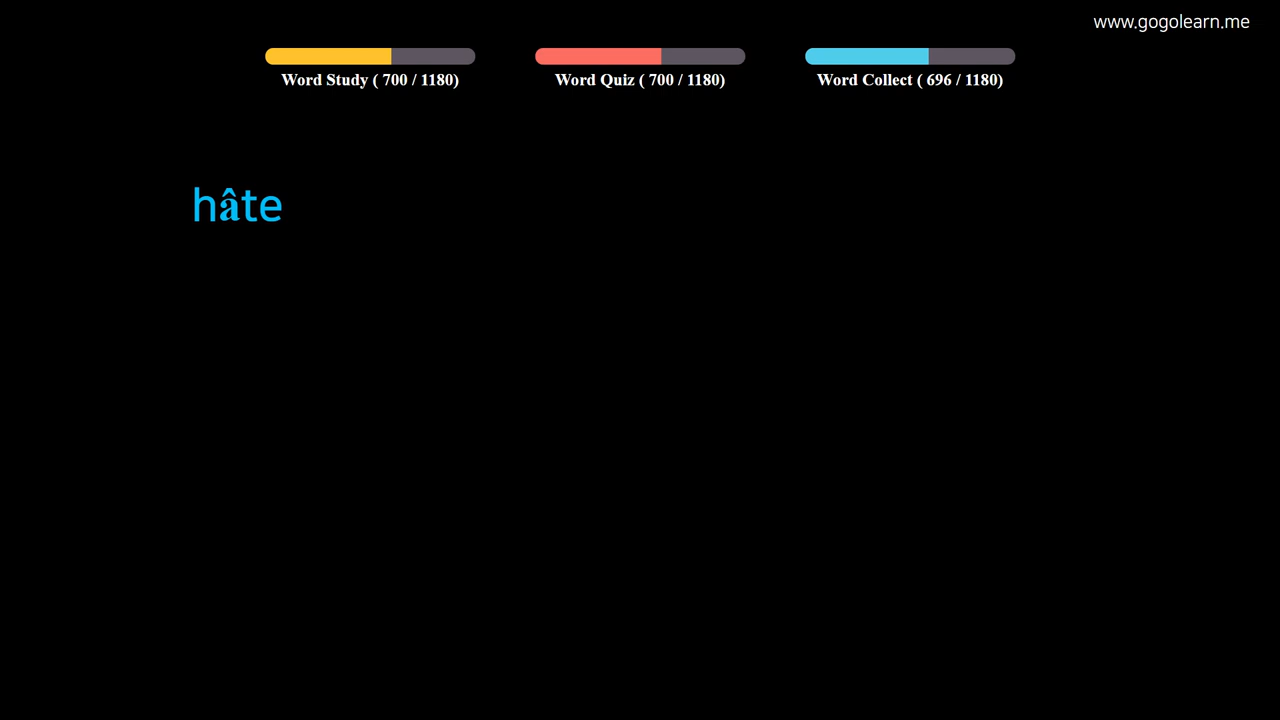 www.gogolearn.me
Word Study ( 700 / 1180)
Word Quiz ( 700 / 1180)
Word Collect ( 696 / 1180)
hâte